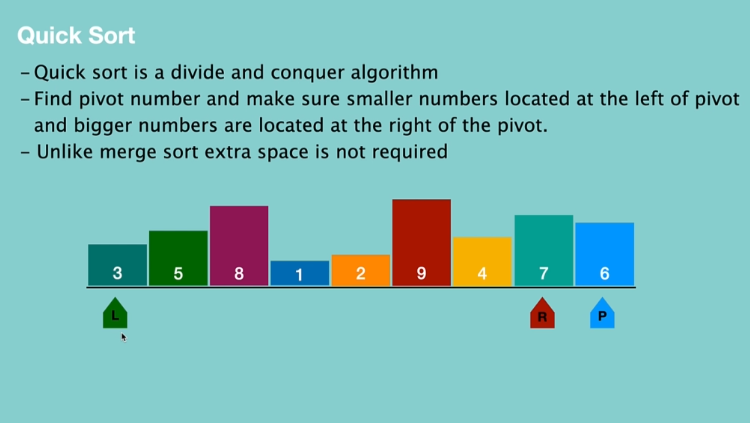 Quick Sort
– Quick sort is a divide and conquer algorithm
– Find pivot number and make sure smaller numbers located at the left of pivot
and bigger numbers are located at the right of the pivot.
– Unlike merge sort extra space is not required
3 5 8 1 2 9 4 7 6
L R P